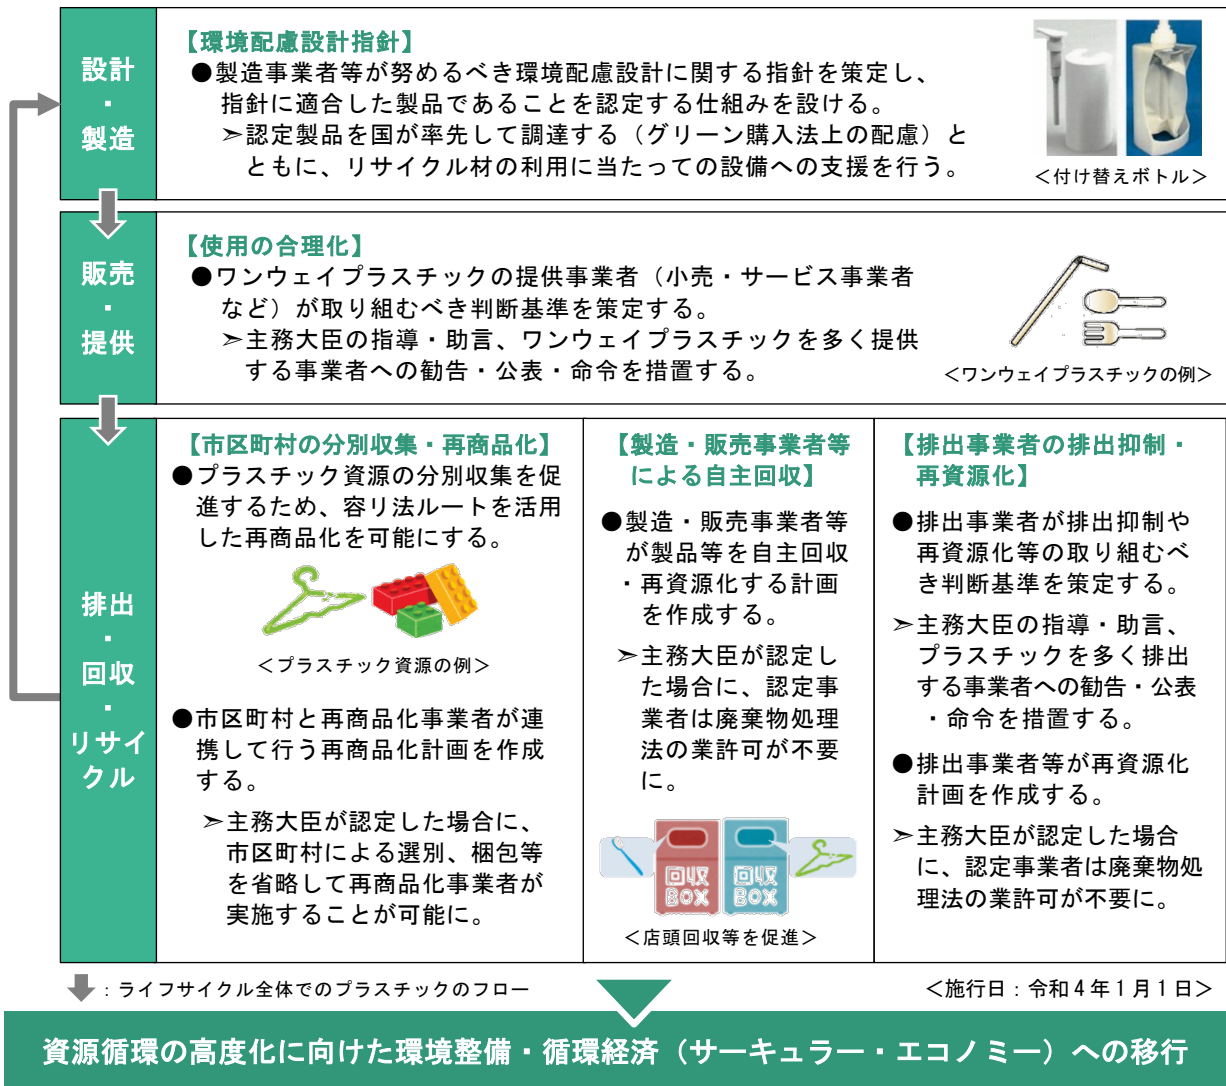 設計
・
製造
【環境配慮設計指針】
●製造事業者等が努めるべき環境配慮設計に関する指針を策定し、
指針に適合した製品であることを認定する仕組みを設ける。
➣認定製品を国が率先して調達する（グリーン購入法上の配慮）と
ともに、リサイクル材の利用に当たっての設備への支援を行う。
＜付け替えボトル＞
販売
・
提供
【使用の合理化】
●ワンウェイプラスチックの提供事業者（小売・サービス事業者
など）が取り組むべき判断基準を策定する。
➣主務大臣の指導・助言、ワンウェイプラスチックを多く提供
する事業者への勧告・公表・命令を措置する。
＜ワンウェイプラスチックの例＞
排出
・
回収
・
リサイ
クル
【市区町村の分別収集・再商品化】
●プラスチック資源の分別収集を促
進するため、容リ法ルートを活用
した再商品化を可能にする。
＜プラスチック資源の例＞
●市区町村と再商品化事業者が連
携して行う再商品化計画を作成
する。
➣主務大臣が認定した場合に、
市区町村による選別、梱包等
を省略して再商品化事業者が
実施することが可能に。
【製造・販売事業者等
による自主回収】
●製造・販売事業者等
が製品等を自主回収
・再資源化する計画
を作成する。
➣主務大臣が認定し
た場合に、認定事
業者は廃棄物処理
法の業許可が不要
に。
回収
BOX
回収
BOX
＜店頭回収等を促進＞
【排出事業者の排出抑制・
再資源化】
●排出事業者が排出抑制や
再資源化等の取り組むべ
き判断基準を策定する。
➣主務大臣の指導・助言、
プラスチックを多く排出
する事業者への勧告・公表
・命令を措置する。
●排出事業者等が再資源化
計画を作成する。
➣主務大臣が認定した場合
に、認定事業者は廃棄物処
理法の業許可が不要に。
：ライフサイクル全体でのプラスチックのフロー
＜施行日：令和４年１月１日＞
資源循環の高度化に向けた環境整備・循環経済（サーキュラー・エコノミー）への移行